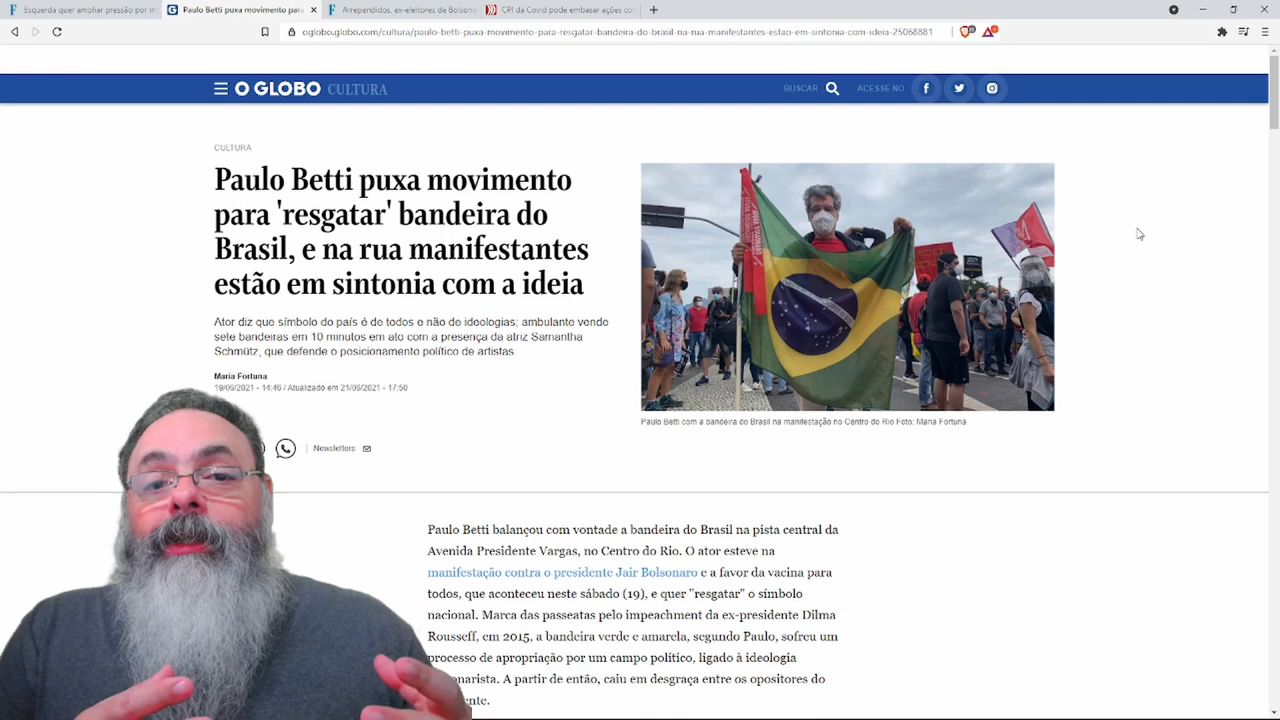 Esquerda quer ampliar pressão por im
Paulo Betti puxa movimento para
Arrependidos, ex-eleitores de Bolsona
CPI da Covid pode embasar ações con
oglobo.globo.com/cultura/paulo-betti-puxa-movimento-para-resgatar-bandeira-do-brasil-na-rua-manifestantes-estao-em-sintonia-com-ideia-25068881
O GLOBO CULTURA
BUSCAR
ACESSE NO
CULTURA
Paulo Betti puxa movimento
para 'resgatar' bandeira do
Brasil, e na rua manifestantes
estão em sintonia com a ideia
Ator diz que símbolo do país é de todos e não de ideologias; ambulante vende
sete bandeiras em 10 minutos em ato com a presença da atriz Samantha
Schmütz, que defende o posicionamento político de artistas
Maria Fortuna
19/06/2021 - 14:46 / Atualizado em 21/06/2021 - 17:50
Paulo Betti com a bandeira do Brasil na manifestação no Centro do Rio Foto: Maria Fortuna
Newsletters
Paulo Betti balançou com vontade a bandeira do Brasil na pista central da
Avenida Presidente Vargas, no Centro do Rio. O ator esteve na
manifestação contra o presidente Jair Bolsonaro e a favor da vacina para
todos, que aconteceu neste sábado (19), e quer "resgatar" o símbolo
nacional. Marca das passeatas pelo impeachment da ex-presidente Dilma
Rousseff, em 2015, a bandeira verde e amarela, segundo Paulo, sofreu um
processo de apropriação por um campo político, ligado à ideologia
onarista. A partir de então, caiu em desgraça entre os opositores do
ente.